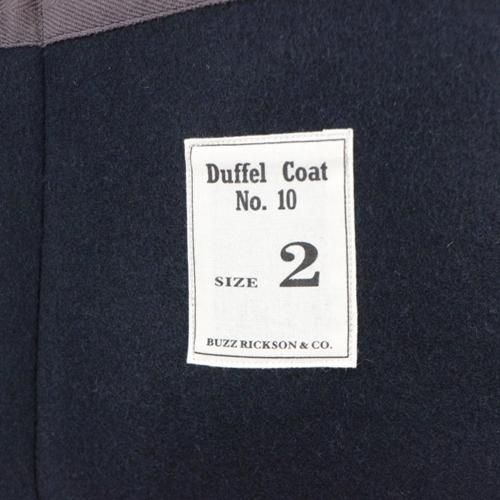 Duffel Coat
No. 10
SIZE 2
BUZZ RICKSON & CO.